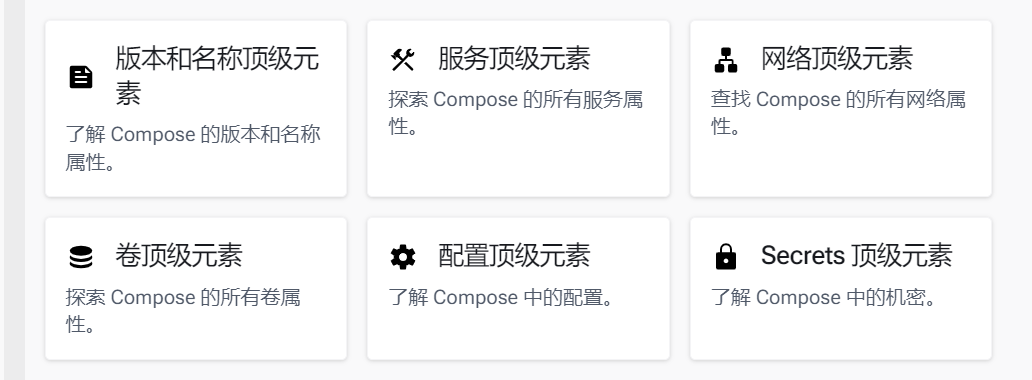 版本和名称顶级元
素
了解 Compose 的版本和名称
属性。
服务顶级元素
探索 Compose 的所有服务属
性。
网络顶级元素
查找 Compose 的所有网络属
性。
卷顶级元素
探索 Compose 的所有卷属
性。
配置顶级元素
了解 Compose 中的配置。
Secrets 顶级元素
了解 Compose 中的机密。